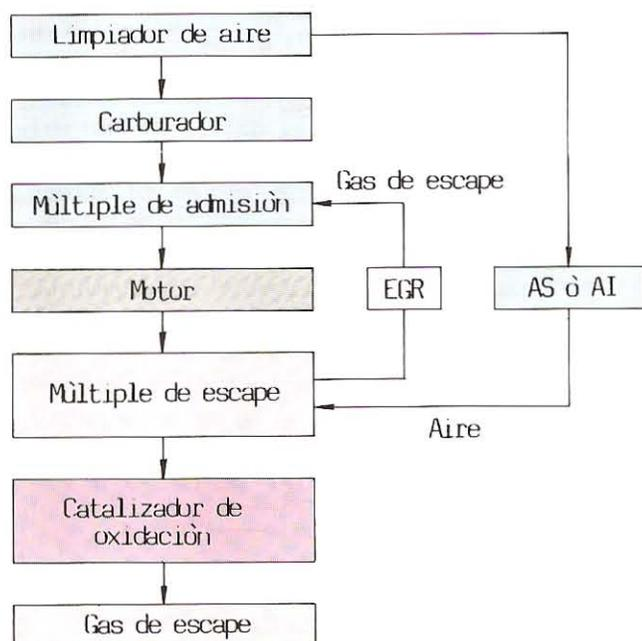 Limpiador de aire
Carburador
Gas de escape
Mùltiple de admisiòn
Motor
EGR
AS ò AI
Mùltiple de escape
Aire
Catalizador de
oxidaciòn
Gas de escape